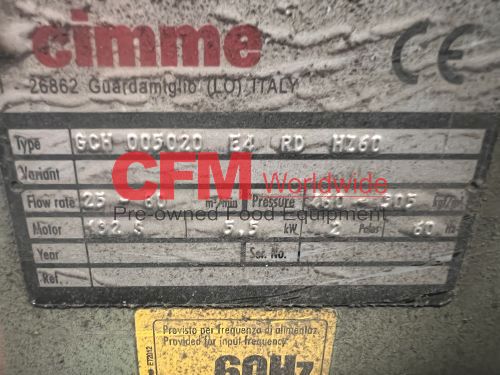 cimme
26862 Guardamiglio (LO) ITALY
CE
Type GCH 005020 E4 RD HZ60
Variant
CFM
Worldwide
Flow rate 25 60 m³/min Pressure
Pre-owned Food Equipment
Motor 132 S 5,5 kW 2 Poles 60 Hz
Year Ser. No.
Ref.
Previsto per frequenza di alimentaz.
Provided for input frequency:
60Hz